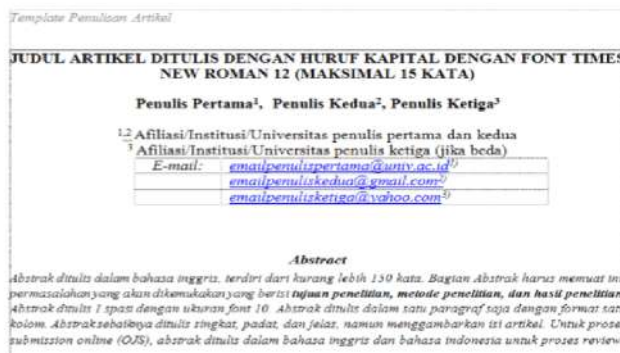 Template Penulisan Artikel
JUDUL ARTIKEL DITULIS DENGAN HURUF KAPITAL DENGAN FONT TIMES
NEW ROMAN 12 (MAKSIMAL 15 KATA)
Penulis Pertama¹, Penulis Kedua², Penulis Ketiga³
1,2 Afiliasi/Institusi/Universitas penulis pertama dan kedua
3 Afiliasi/Institusi/Universitas penulis ketiga (jika beda)
E-mail: emailpenulispertama@univ.ac.id1)
emailpenuliskedua@gmail.com2)
emailpenulisketiga@yahoo.com3)
Abstract
Abstrak ditulis dalam bahasa inggris, terdiri dari kurang lebih 150 kata. Bagian Abstrak harus memuat in
permasalahan yang akan dikemukakan yang berisi tujuan penelitian, metode penelitian, dan hasil penelitian
Abstrak ditulis 1 spasi dengan ukuran font 10. Abstrak ditulis dalam satu paragraf saja dengan format sat
kolom. Abstrak sebaiknya ditulis singkat, padat, dan jelas, namun menggambarkan isi artikel. Untuk prose
submission online (OJS), abstrak ditulis dalam bahasa inggris dan bahasa indonesia untuk proses review